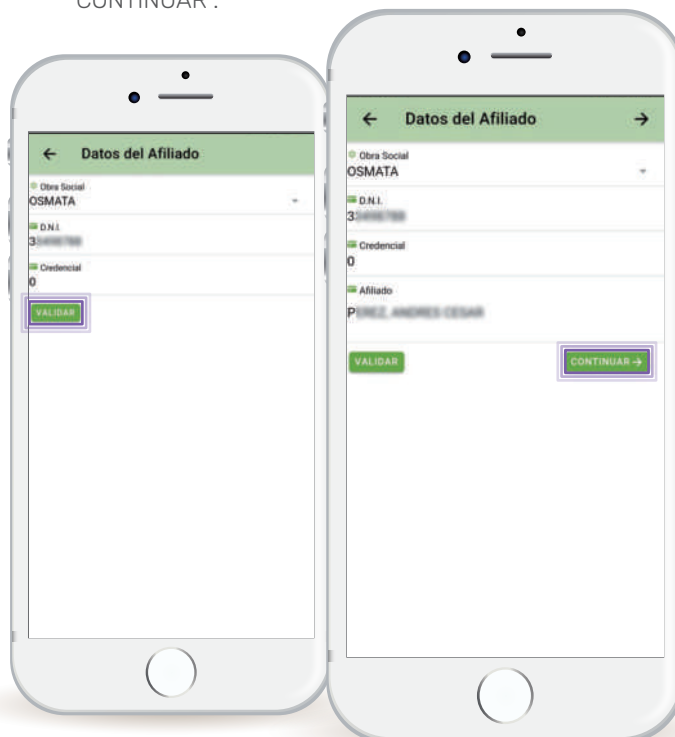 CONTINUAR".
Datos del Afiliado
Obra Social
OSMATA
D.N.I.
3
Credencial
0
VALIDAR
Datos del Afiliado
Obra Social
OSMATA
D.N.I.
3
Credencial
0
Afiliado
P
VALIDAR
CONTINUAR →